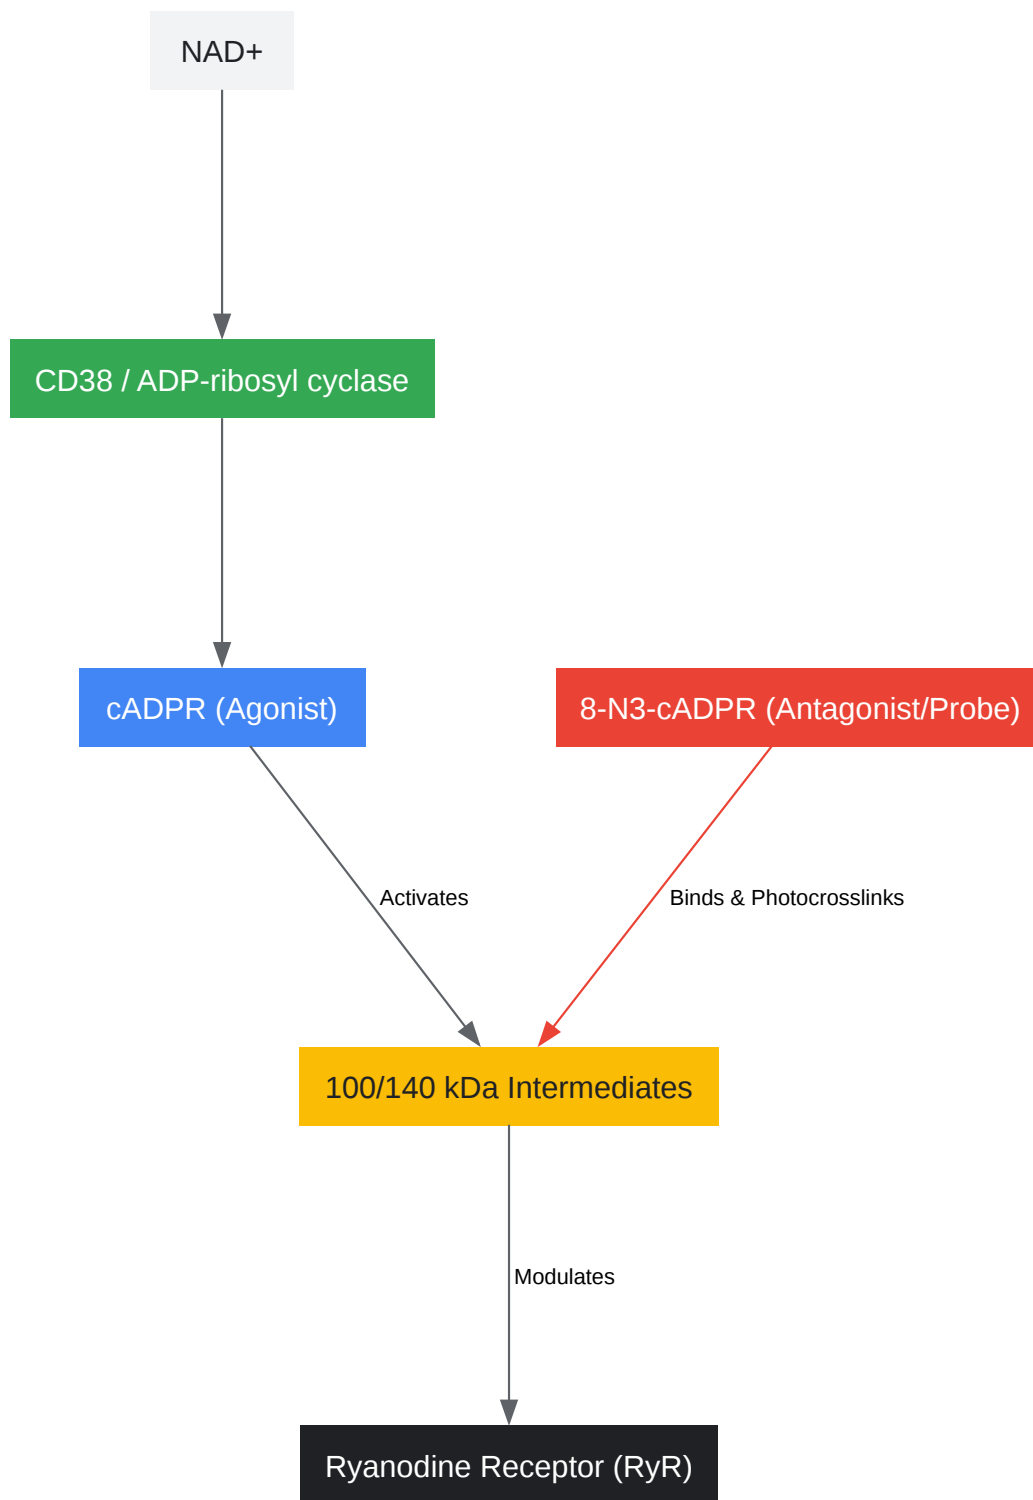 NAD+
CD38 / ADP-ribosyl cyclase
cADPR (Agonist)
8-N3-cADPR (Antagonist/Probe)
Activates
Binds & Photocrosslinks
100/140 kDa Intermediates
Modulates
Ryanodine Receptor (RyR)